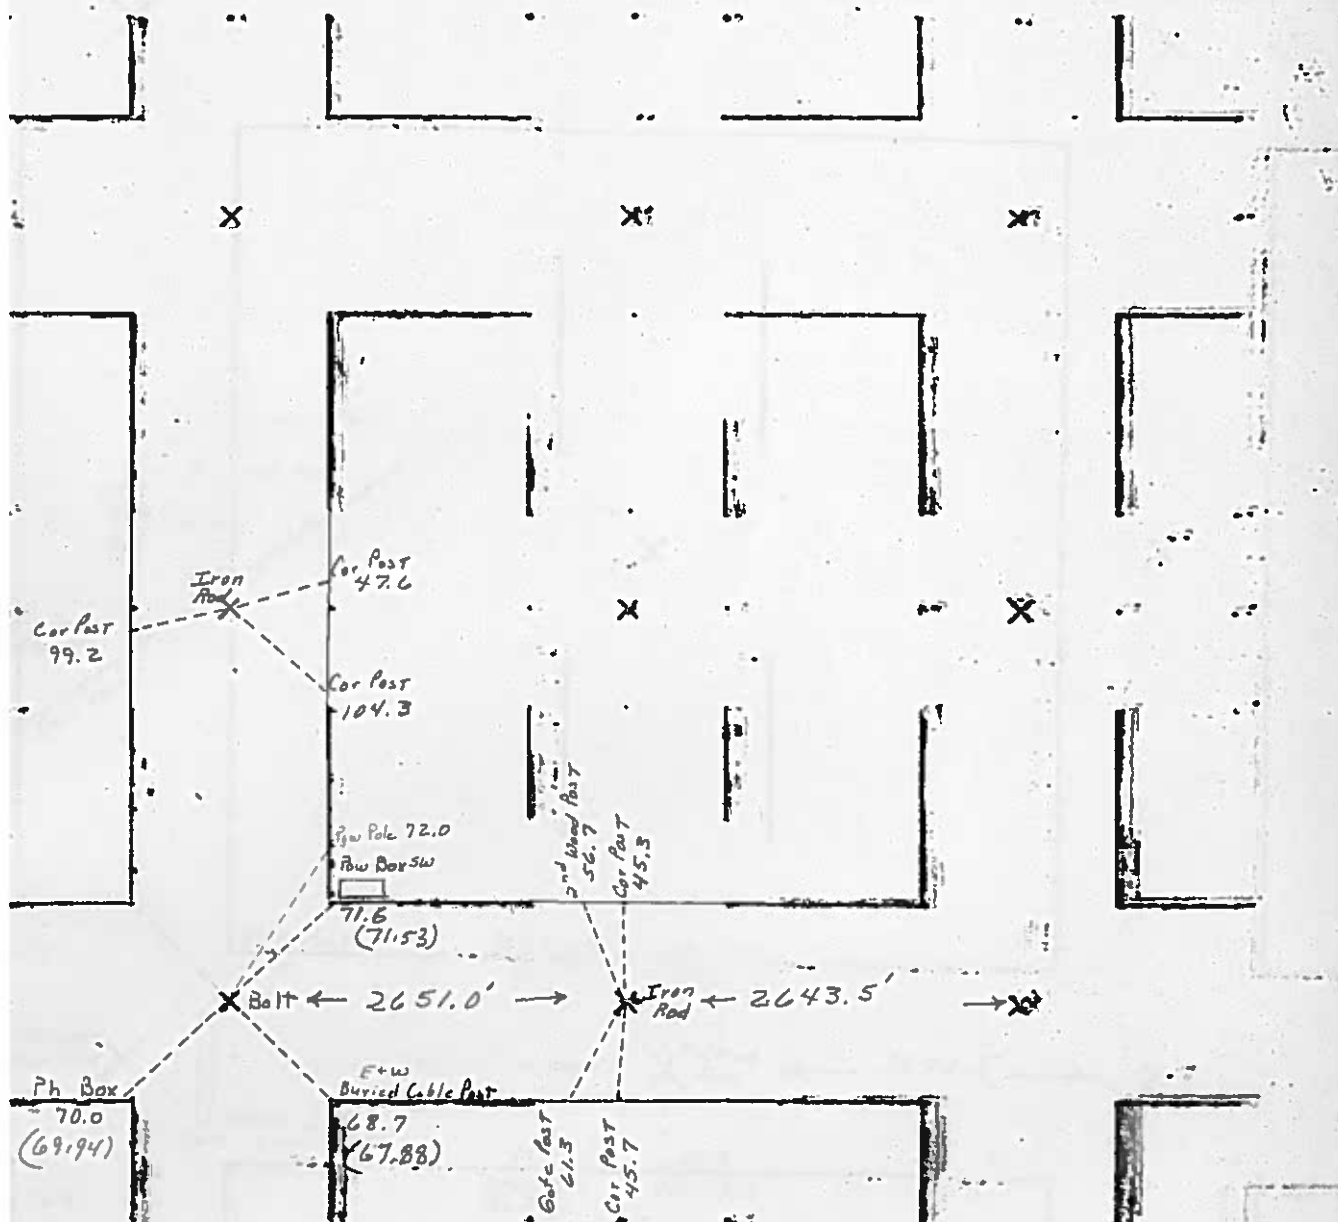 Iron
Rod
Cor Post
47.6
Cor Post
99.2
Cor Post
104.3
Pow Pole 72.0
Pow Box SW
71.6
(71.53)
2nd Wood Post
56.7
Cor Post
45.3
Bolt ← 2651.0' →
Iron
Rod
← 2643.5' →
Ph Box
70.0
(69.94)
E+W
Buried Cable Post
68.7
(67.88)
Gate Post
61.3
Cor Post
45.7